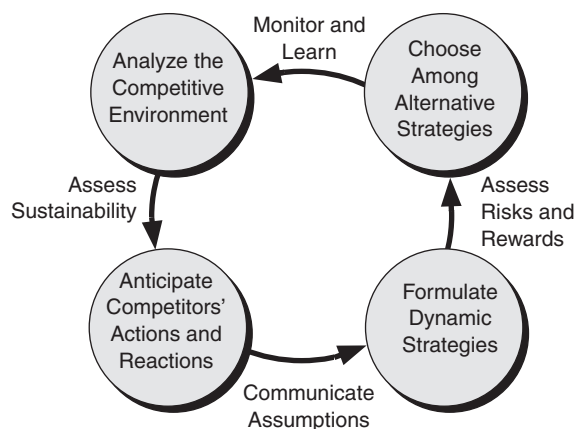 Monitor and
Learn
Analyze the
Competitive
Environment
Choose
Among
Alternative
Strategies
Assess
Sustainability
Assess
Risks and
Rewards
Anticipate
Competitors’
Actions and
Reactions
Formulate
Dynamic
Strategies
Communicate
Assumptions